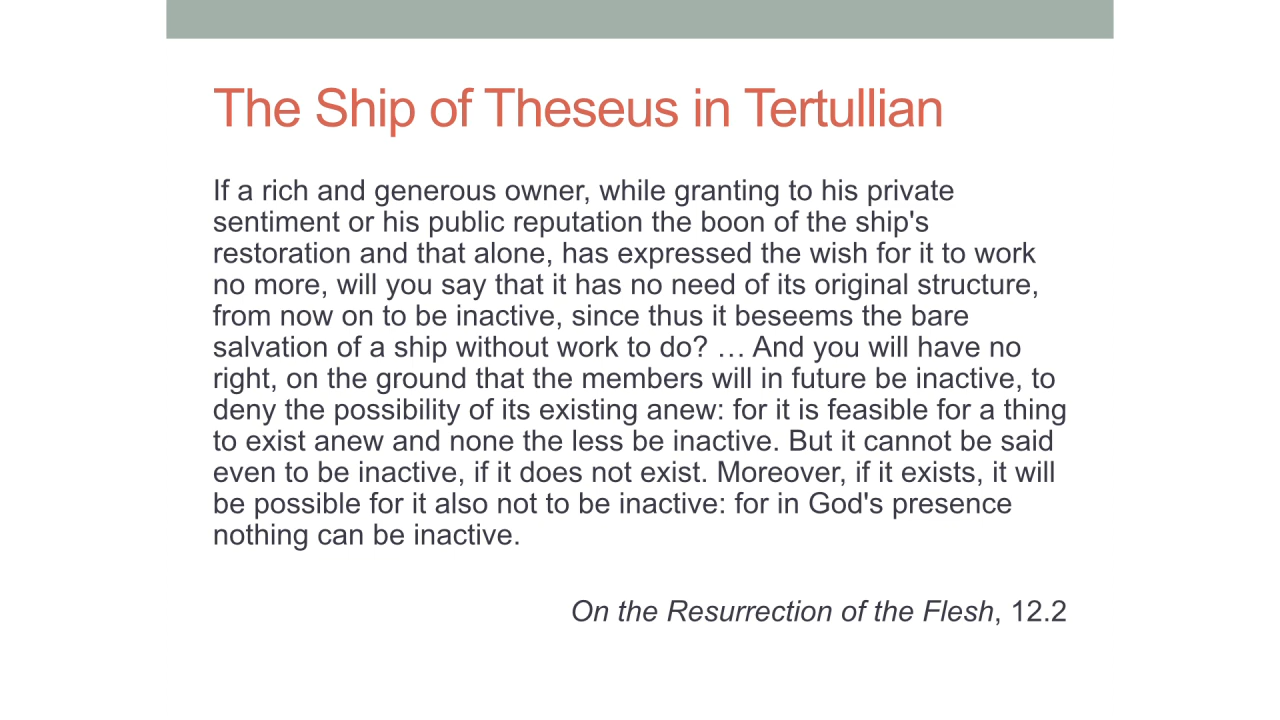 The Ship of Theseus in Tertullian
If a rich and generous owner, while granting to his private
sentiment or his public reputation the boon of the ship's
restoration and that alone, has expressed the wish for it to work
no more, will you say that it has no need of its original structure,
from now on to be inactive, since thus it beseems the bare
salvation of a ship without work to do? … And you will have no
right, on the ground that the members will in future be inactive, to
deny the possibility of its existing anew: for it is feasible for a thing
to exist anew and none the less be inactive. But it cannot be said
even to be inactive, if it does not exist. Moreover, if it exists, it will
be possible for it also not to be inactive: for in God's presence
nothing can be inactive.
On the Resurrection of the Flesh, 12.2